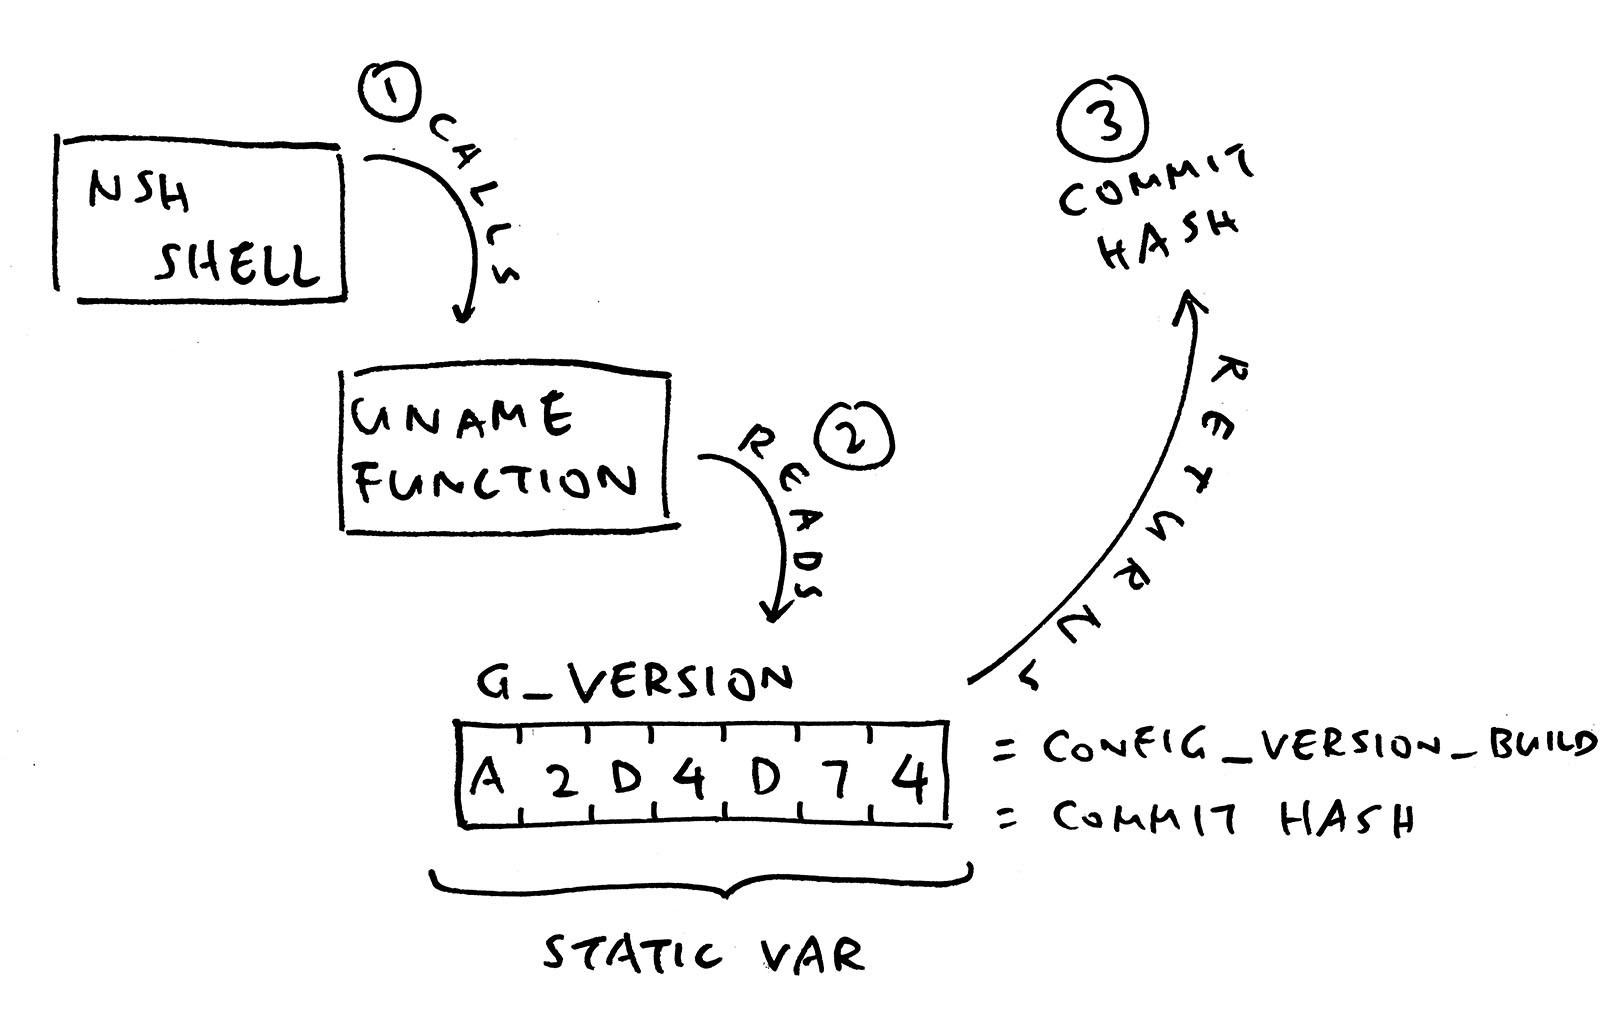 1 CALLS
NSH
SHELL
UNAME
FUNCTION
READS 2
G_VERSION
A 2 D 4 D 7 4
= CONFIG_VERSION_BUILD
= COMMIT HASH
STATIC VAR
RETURNS
3
COMMIT
HASH